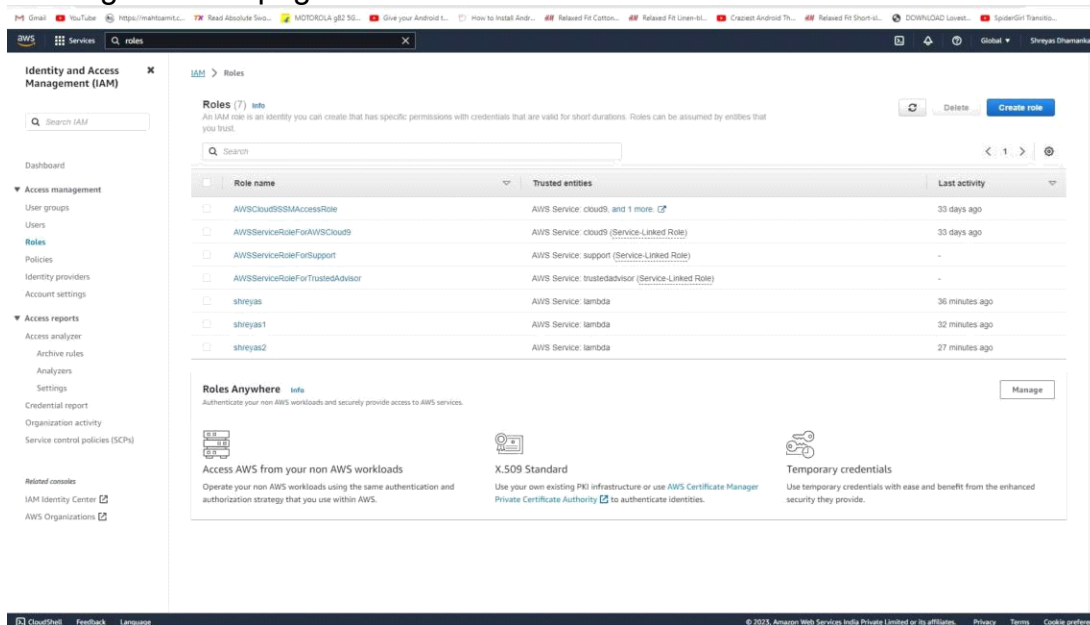 Gmail YouTube https://mahitoamit.c... Read Absolute Swo... MOTOROLA g82 5G... Give your Android t... How to Install Andr... Relaxed Fit Cotton... Relaxed Fit Linen-bl... Craziest Android Th... Relaxed Fit Short-sl... DOWNLOAD Lovest... SpiderGirl Transitio...
aws Services roles Global Shreyas Dhamanka
Identity and Access
Management (IAM)
Search IAM
Dashboard
Access management
User groups
Users
Roles
Policies
Identity providers
Account settings
Access reports
Access analyzer
Archive rules
Analyzers
Settings
Credential report
Organization activity
Service control policies (SCPs)
Related consoles
IAM Identity Center
AWS Organizations
IAM > Roles
Roles (7) Info
An IAM role is an identity you can create that has specific permissions with credentials that are valid for short durations. Roles can be assumed by entities that
you trust.
Delete Create role
Search
1
Role name Trusted entities Last activity
AWSCloud9SSMAccessRole AWS Service: cloud9, and 1 more. 33 days ago
AWSServiceRoleForAWSCloud9 AWS Service: cloud9 (Service-Linked Role) 33 days ago
AWSServiceRoleForSupport AWS Service: support (Service-Linked Role) -
AWSServiceRoleForTrustedAdvisor AWS Service: trustedadvisor (Service-Linked Role) -
shreyas AWS Service: lambda 36 minutes ago
shreyas1 AWS Service: lambda 32 minutes ago
shreyas2 AWS Service: lambda 27 minutes ago
Roles Anywhere Info
Authenticate your non AWS workloads and securely provide access to AWS services.
Manage
Access AWS from your non AWS workloads
Operate your non AWS workloads using the same authentication and
authorization strategy that you use within AWS.
X.509 Standard
Use your own existing PKI infrastructure or use AWS Certificate Manager
Private Certificate Authority to authenticate identities.
Temporary credentials
Use temporary credentials with ease and benefit from the enhanced
security they provide.
CloudShell Feedback Language © 2023, Amazon Web Services India Private Limited or its affiliates. Privacy Terms Cookie prefere